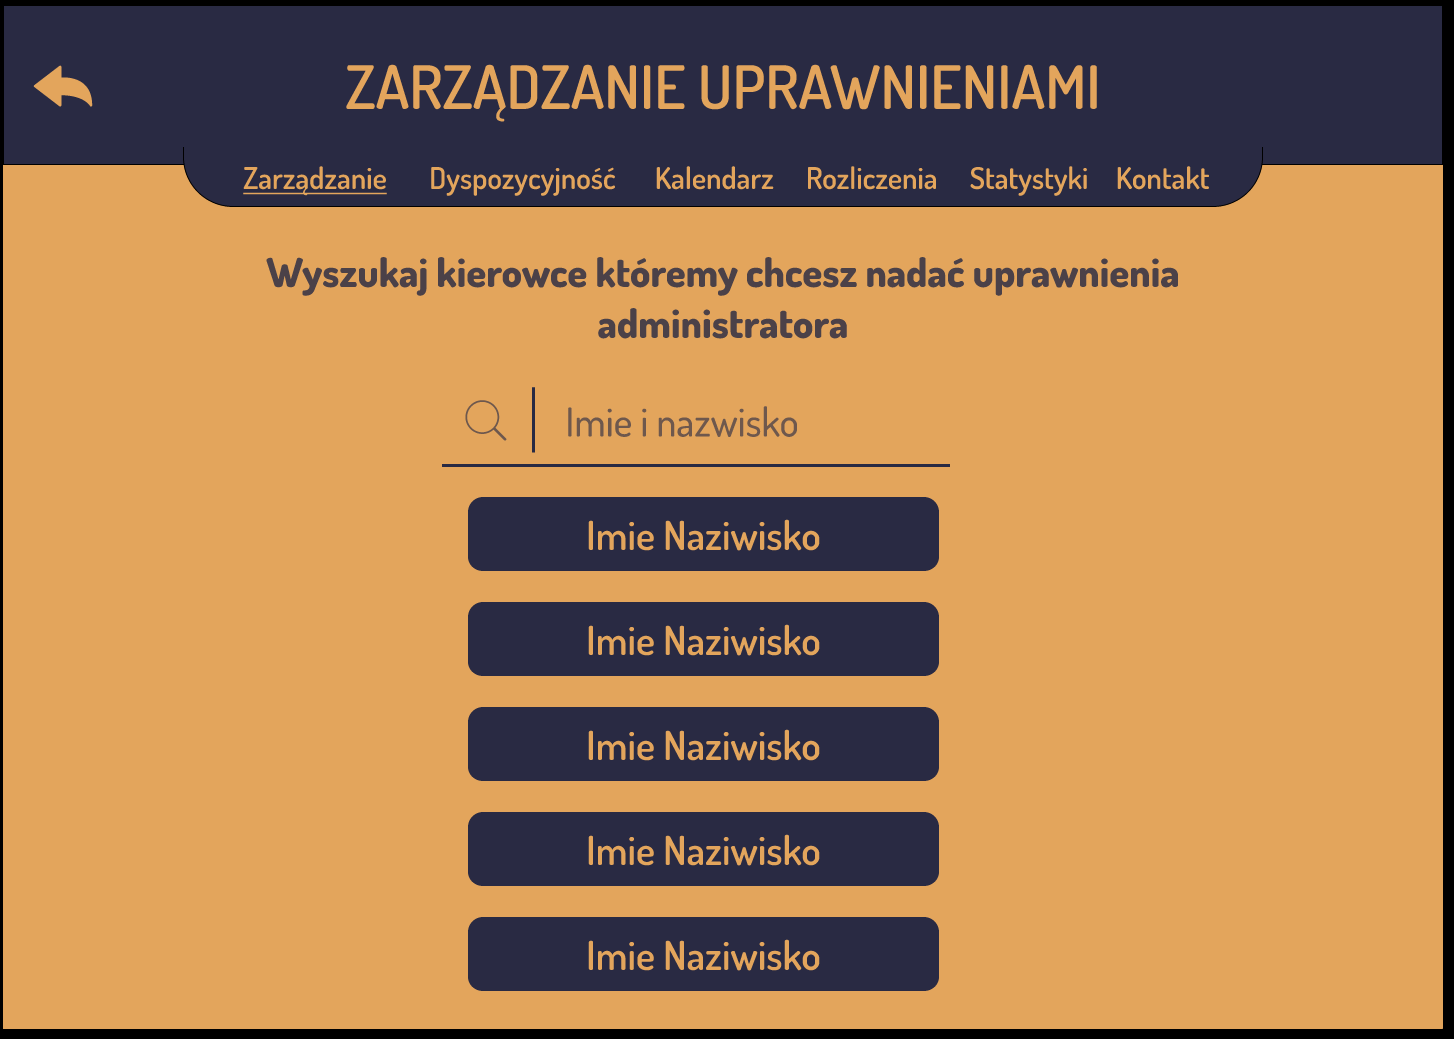 ZARZĄDZANIE UPRAWNIENIAMI
Zarządzanie Dyspozycyjność Kalendarz Rozliczenia Statystyki Kontakt
Wyszukaj kierowce któremy chcesz nadać uprawnienia
administratora
Imie i nazwisko
Imie Naziwisko
Imie Naziwisko
Imie Naziwisko
Imie Naziwisko
Imie Naziwisko